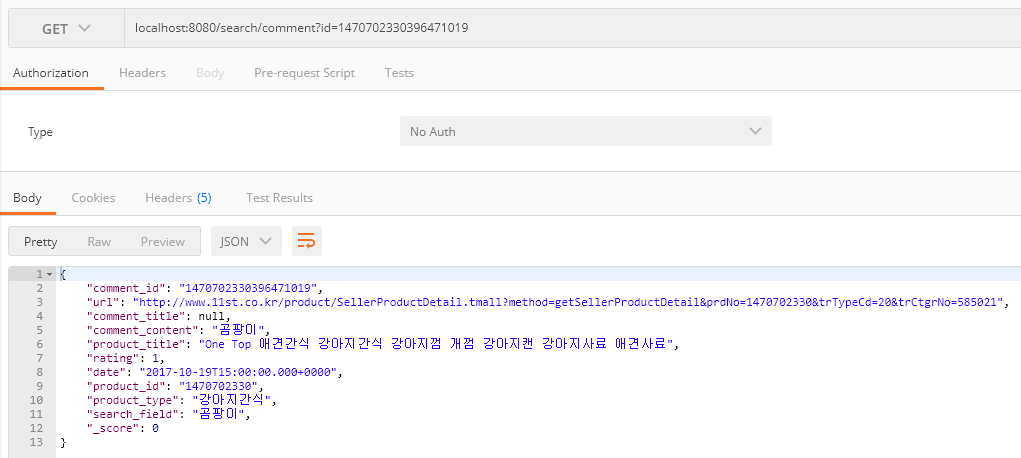 GET localhost:8080/search/comment?id=1470702330396471019
Authorization Headers Body Pre-request Script Tests
Type No Auth
Body Cookies Headers (5) Test Results
Pretty Raw Preview JSON
1 {
2 "comment_id": "1470702330396471019",
3 "url": "http://www.11st.co.kr/product/SellerProductDetail.tmall?method=getSellerProductDetail&prdNo=1470702330&trTypeCd=20&trCtgrNo=585021",
4 "comment_title": null,
5 "comment_content": "곰팡이",
6 "product_title": "One Top 애견간식 강아지간식 강아지껌 개껌 강아지캔 강아지사료 애견사료",
7 "rating": 1,
8 "date": "2017-10-19T15:00:00.000+0000",
9 "product_id": "1470702330",
10 "product_type": "강아지간식",
11 "search_field": "곰팡이",
12 "_score": 0
13 }